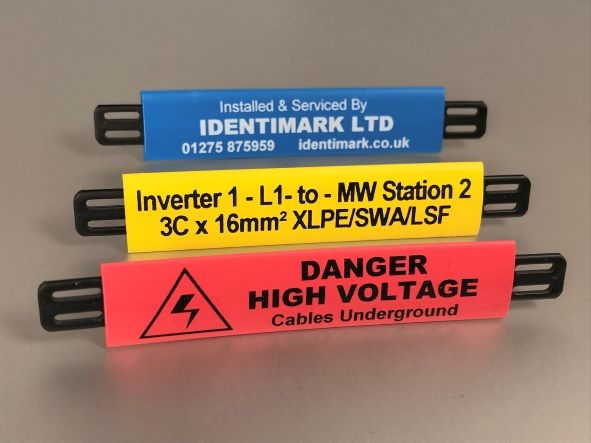 Installed & Serviced By
IDENTIMARK LTD
01275 875959 identimark.co.uk
Inverter 1 - L1- to - MW Station 2
3C x 16mm² XLPE/SWA/LSF
DANGER
HIGH VOLTAGE
Cables Underground